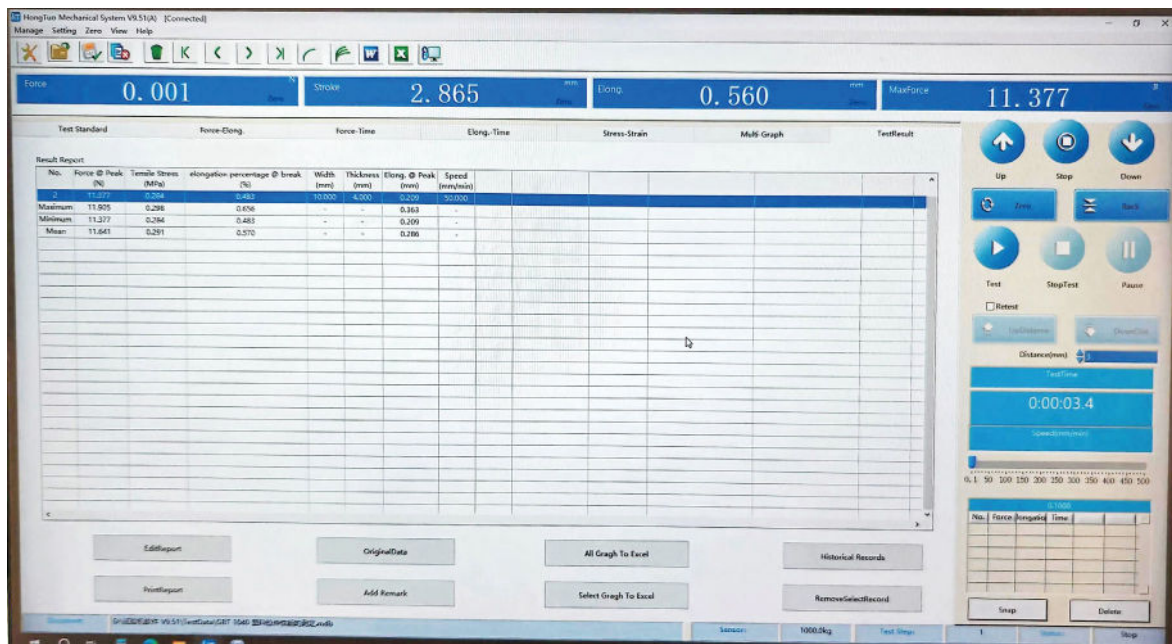 HongTuo Mechanical System V9.51(A) [Connected]
Manage Setting Zero View Help
Force N Stroke mm Elong. mm MaxForce
0.001 2.865 0.560 11.377
Zero Zero Zero
Test Standard Force-Elong. Force-Time Elong.-Time Stress-Strain Multi-Graph TestResult
Result Report
No. Force @ Peak Tensile Stress elongation percentage @ break Width Thickness Elong. @ Peak Speed
(N) (MPa) (%) (mm) (mm) (mm) (mm/min)
2 11.377 0.284 0.483 10.000 4.000 0.209 50.000
Maximum 11.905 0.298 0.656 - - 0.363 -
Minimum 11.377 0.284 0.483 - - 0.209 -
Mean 11.641 0.291 0.570 - - 0.286 -
Up Stop Down
Zero Back
Test StopTest Pause
Retest
UpDistance
Distance(mm)
TestTime
0:00:03.4
Speed(mm/min)
0.1 50 100 150 200 250 300 350 400 450 500
No. Force Time
Snap Delete
EditReport OriginalData All Gragh To Excel Historical Records
PrintReport Add Remark Select Gragh To Excel RemoveSelectRecord
Sensor: 1000.0kg Test Step: 1 Status: Stop